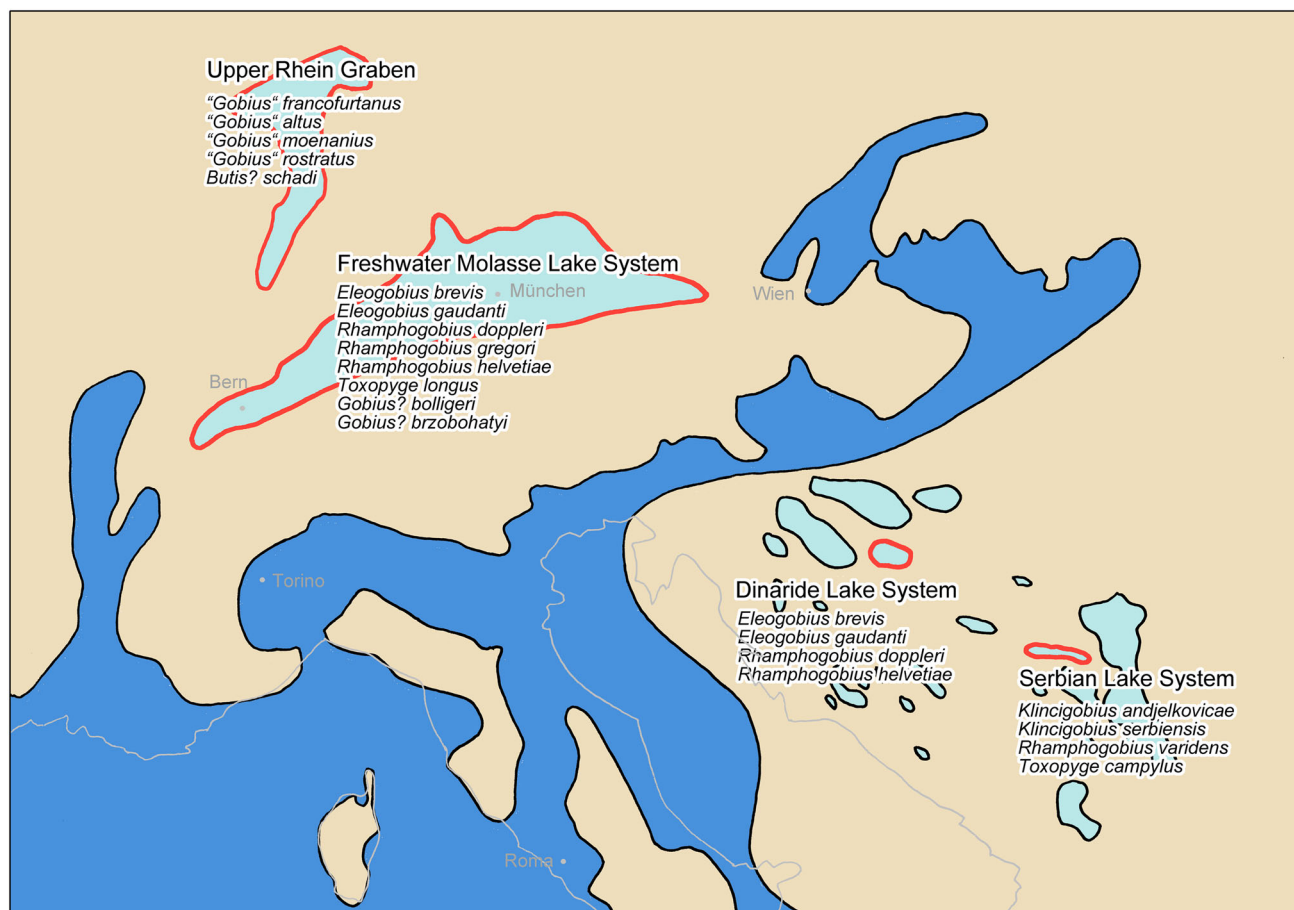 Upper Rhein Graben
“Gobius“ francofurtanus
“Gobius“ altus
“Gobius“ moenanius
“Gobius“ rostratus
Butis? schadi
Freshwater Molasse Lake System
Eleogobius brevis
Eleogobius gaudanti
Rhamphogobius doppleri
Rhamphogobius gregori
Rhamphogobius helvetiae
Toxopyge longus
Gobius? bolligeri
Gobius? brzobohatyi
München
Wien
Bern
Torino
Dinaride Lake System
Eleogobius brevis
Eleogobius gaudanti
Rhamphogobius doppleri
Rhamphogobius helvetiae
Serbian Lake System
Klincigobius andjelkovicae
Klincigobius serbiensis
Rhamphogobius varidens
Toxopyge campylus
Roma